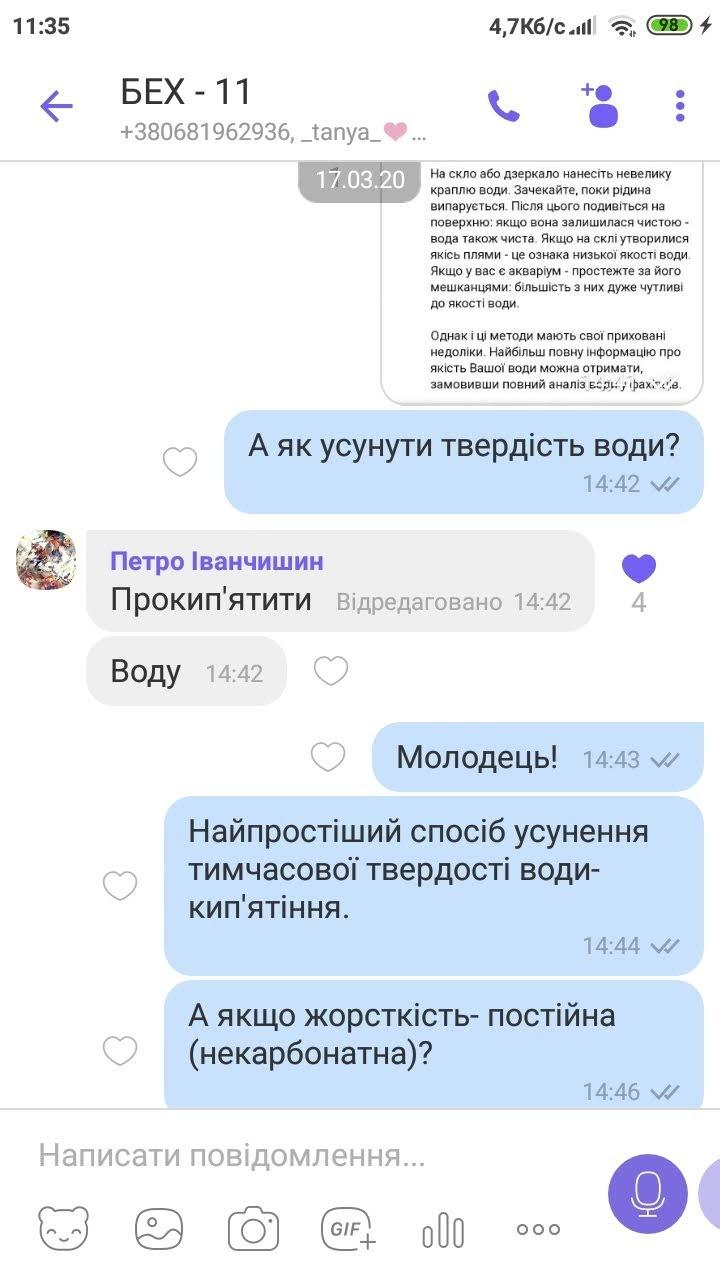 11:35
4,7Кб/с
98
БЕХ - 11
+380681962936, _tanya_ ...
17.03.20
На скло або дзеркало нанесіть невелику
краплю води. Зачекайте, поки рідина
випарується. Після цього подивіться на
поверхню: якщо вона залишилася чистою -
вода також чиста. Якщо на склі утворилися
якісь плями - це ознака низької якості води.
Якщо у вас є акваріум - простежте за його
мешканцями: більшість з них дуже чутливі
до якості води.
Однак і ці методи мають свої приховані
недоліки. Найбільш повну інформацію про
якість Вашої води можна отримати,
замовивши повний аналіз води у фахівців.
14:41
А як усунути твердість води?
14:42
Петро Іванчишин
Прокип'ятити Відредаговано 14:42
4
Воду 14:42
Молодець! 14:43
Найпростіший спосіб усунення
тимчасової твердості води-
кип'ятіння.
14:44
А якщо жорсткість- постійна
(некарбонатна)?
14:46
Написати повідомлення...
GIF